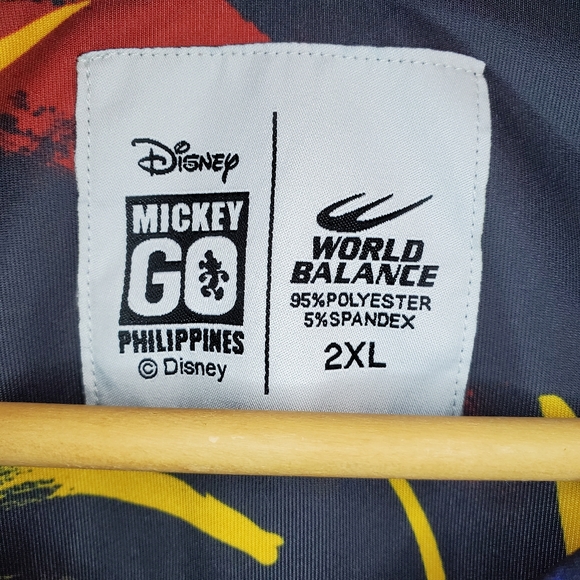 Disney
MICKEY
GO
PHILIPPINES
© Disney
WORLD
BALANCE
95%POLYESTER
5%SPANDEX
2XL